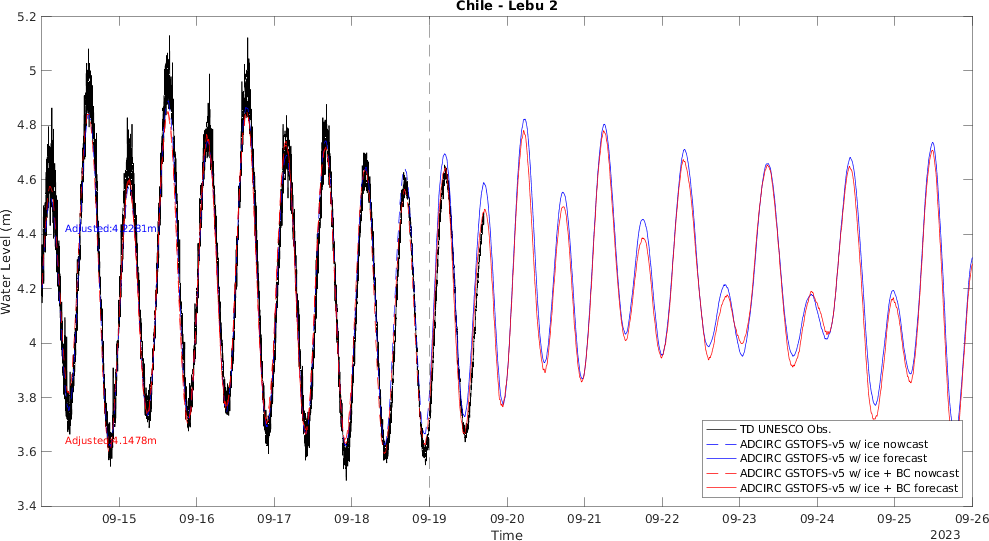 Chile - Lebu 2
5.2
5
4.8
4.6
4.4
4.2
4
3.8
3.6
3.4
Water Level (m)
Adjusted:4.2281m
Adjusted:4.1478m
TD UNESCO Obs.
ADCIRC GSTOFS-v5 w/ ice nowcast
ADCIRC GSTOFS-v5 w/ ice forecast
ADCIRC GSTOFS-v5 w/ ice + BC nowcast
ADCIRC GSTOFS-v5 w/ ice + BC forecast
09-15 09-16 09-17 09-18 09-19 09-20 09-21 09-22 09-23 09-24 09-25 09-26
Time
2023